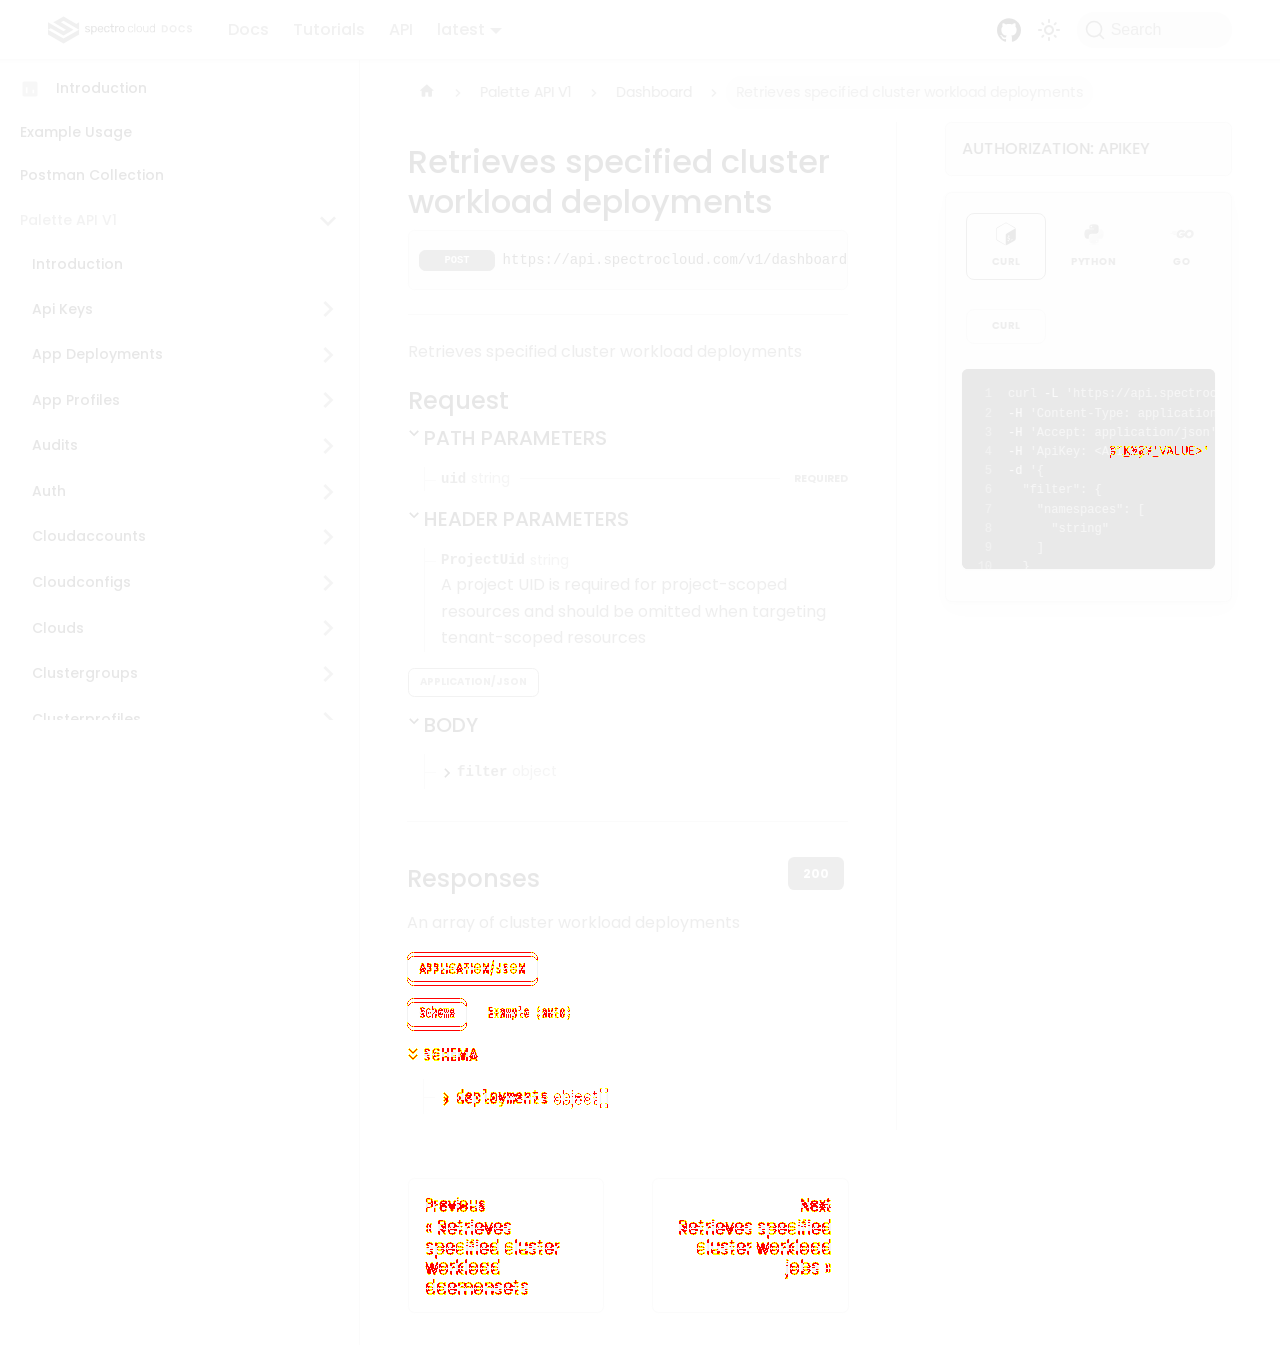 spectro cloud DOCS
Docs
Tutorials
API
latest
Search
Introduction
Example Usage
Postman Collection
Palette API V1
Introduction
Api Keys
App Deployments
App Profiles
Audits
Auth
Cloudaccounts
Cloudconfigs
Clouds
Clustergroups
Clusterprofiles
Palette API V1
Dashboard
Retrieves specified cluster workload deployments
Retrieves specified cluster
workload deployments
POST
https://api.spectrocloud.com/v1/dashboard
Retrieves specified cluster workload deployments
Request
PATH PARAMETERS
uid string
REQUIRED
HEADER PARAMETERS
ProjectUid string
A project UID is required for project-scoped
resources and should be omitted when targeting
tenant-scoped resources
APPLICATION/JSON
BODY
filter object
Responses
200
An array of cluster workload deployments
APPLICATION/JSON
Schema
Example (auto)
SCHEMA
deployments object[]
Previous
« Retrieves
specified cluster
workload
daemonsets
Next
Retrieves specified
cluster workload
jobs »
AUTHORIZATION: APIKEY
CURL
PYTHON
GO
GO
CURL
1 curl -L 'https://api.spectroc
2 -H 'Content-Type: application
3 -H 'Accept: application/json'
4 -H 'ApiKey:
5 -d '{
6 "filter": {
7 "namespaces": [
8 "string"
9 ]
10 }